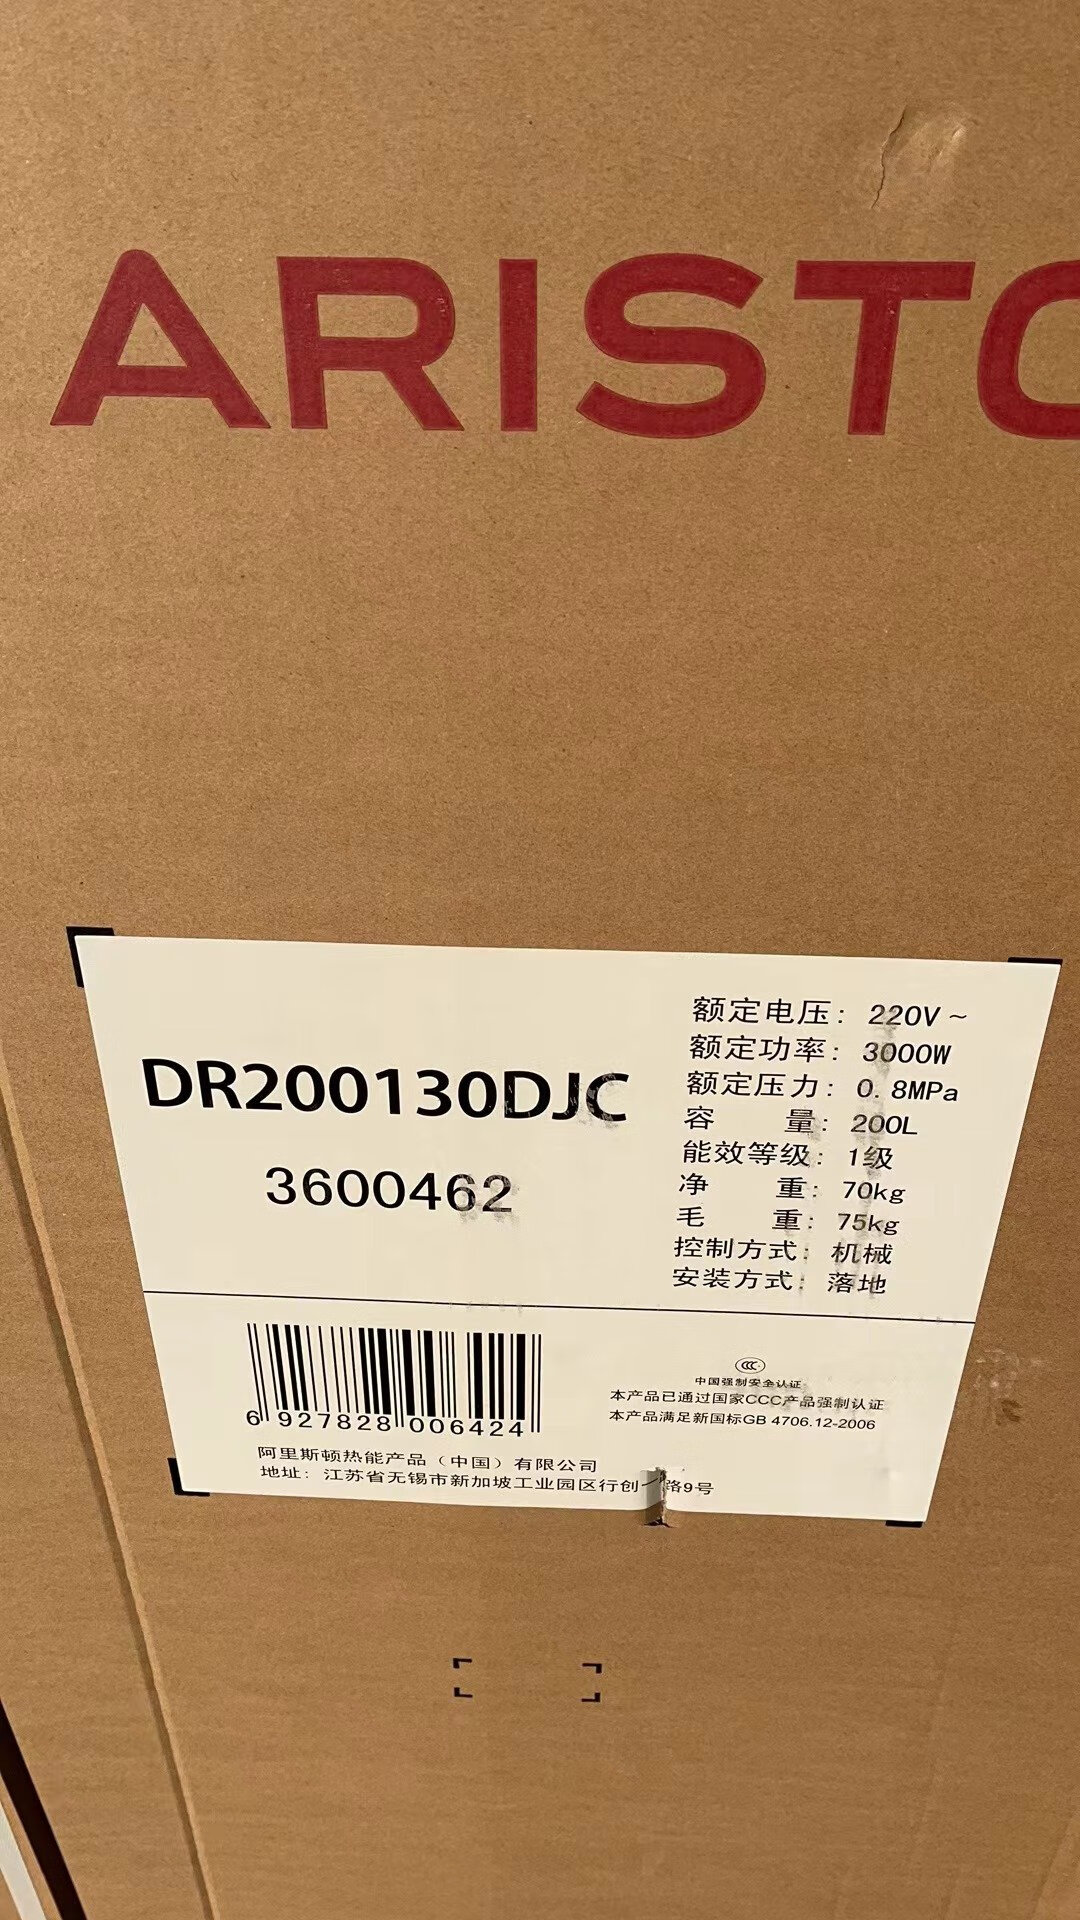 ARISTO
DR200130DJC
3600462
额定电压: 220V~
额定功率: 3000W
额定压力: 0.8MPa
容 量: 200L
能效等级: 1级
净 重: 70kg
毛 重: 75kg
控制方式: 机械
安装方式: 落地
6 927828 006424
CCC
中国强制安全认证
本产品已通过国家CCC产品强制认证
本产品满足新国标GB 4706.12-2006
阿里斯顿热能产品（中国）有限公司
地址: 江苏省无锡市新加坡工业园区行创一路9号